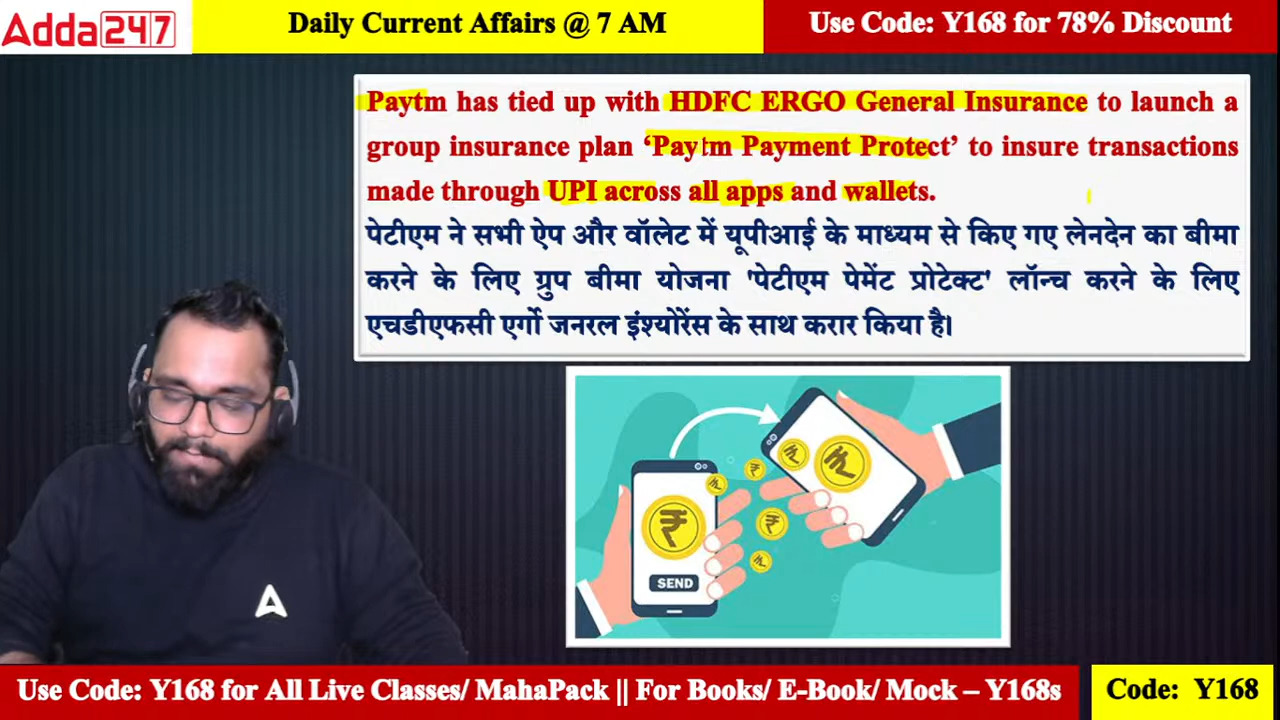 Adda247
Daily Current Affairs @ 7 AM
Use Code: Y168 for 78% Discount
Paytm has tied up with HDFC ERGO General Insurance to launch a
group insurance plan ‘Paytm Payment Protect’ to insure transactions
made through UPI across all apps and wallets.
पेटीएम ने सभी ऐप और वॉलेट में यूपीआई के माध्यम से किए गए लेनदेन का बीमा
करने के लिए ग्रुप बीमा योजना 'पेटीएम पेमेंट प्रोटेक्ट' लॉन्च करने के लिए
एचडीएफसी एर्गो जनरल इंश्योरेंस के साथ करार किया है।
SEND
Use Code: Y168 for All Live Classes/ MahaPack || For Books/ E-Book/ Mock – Y168s
Code: Y168